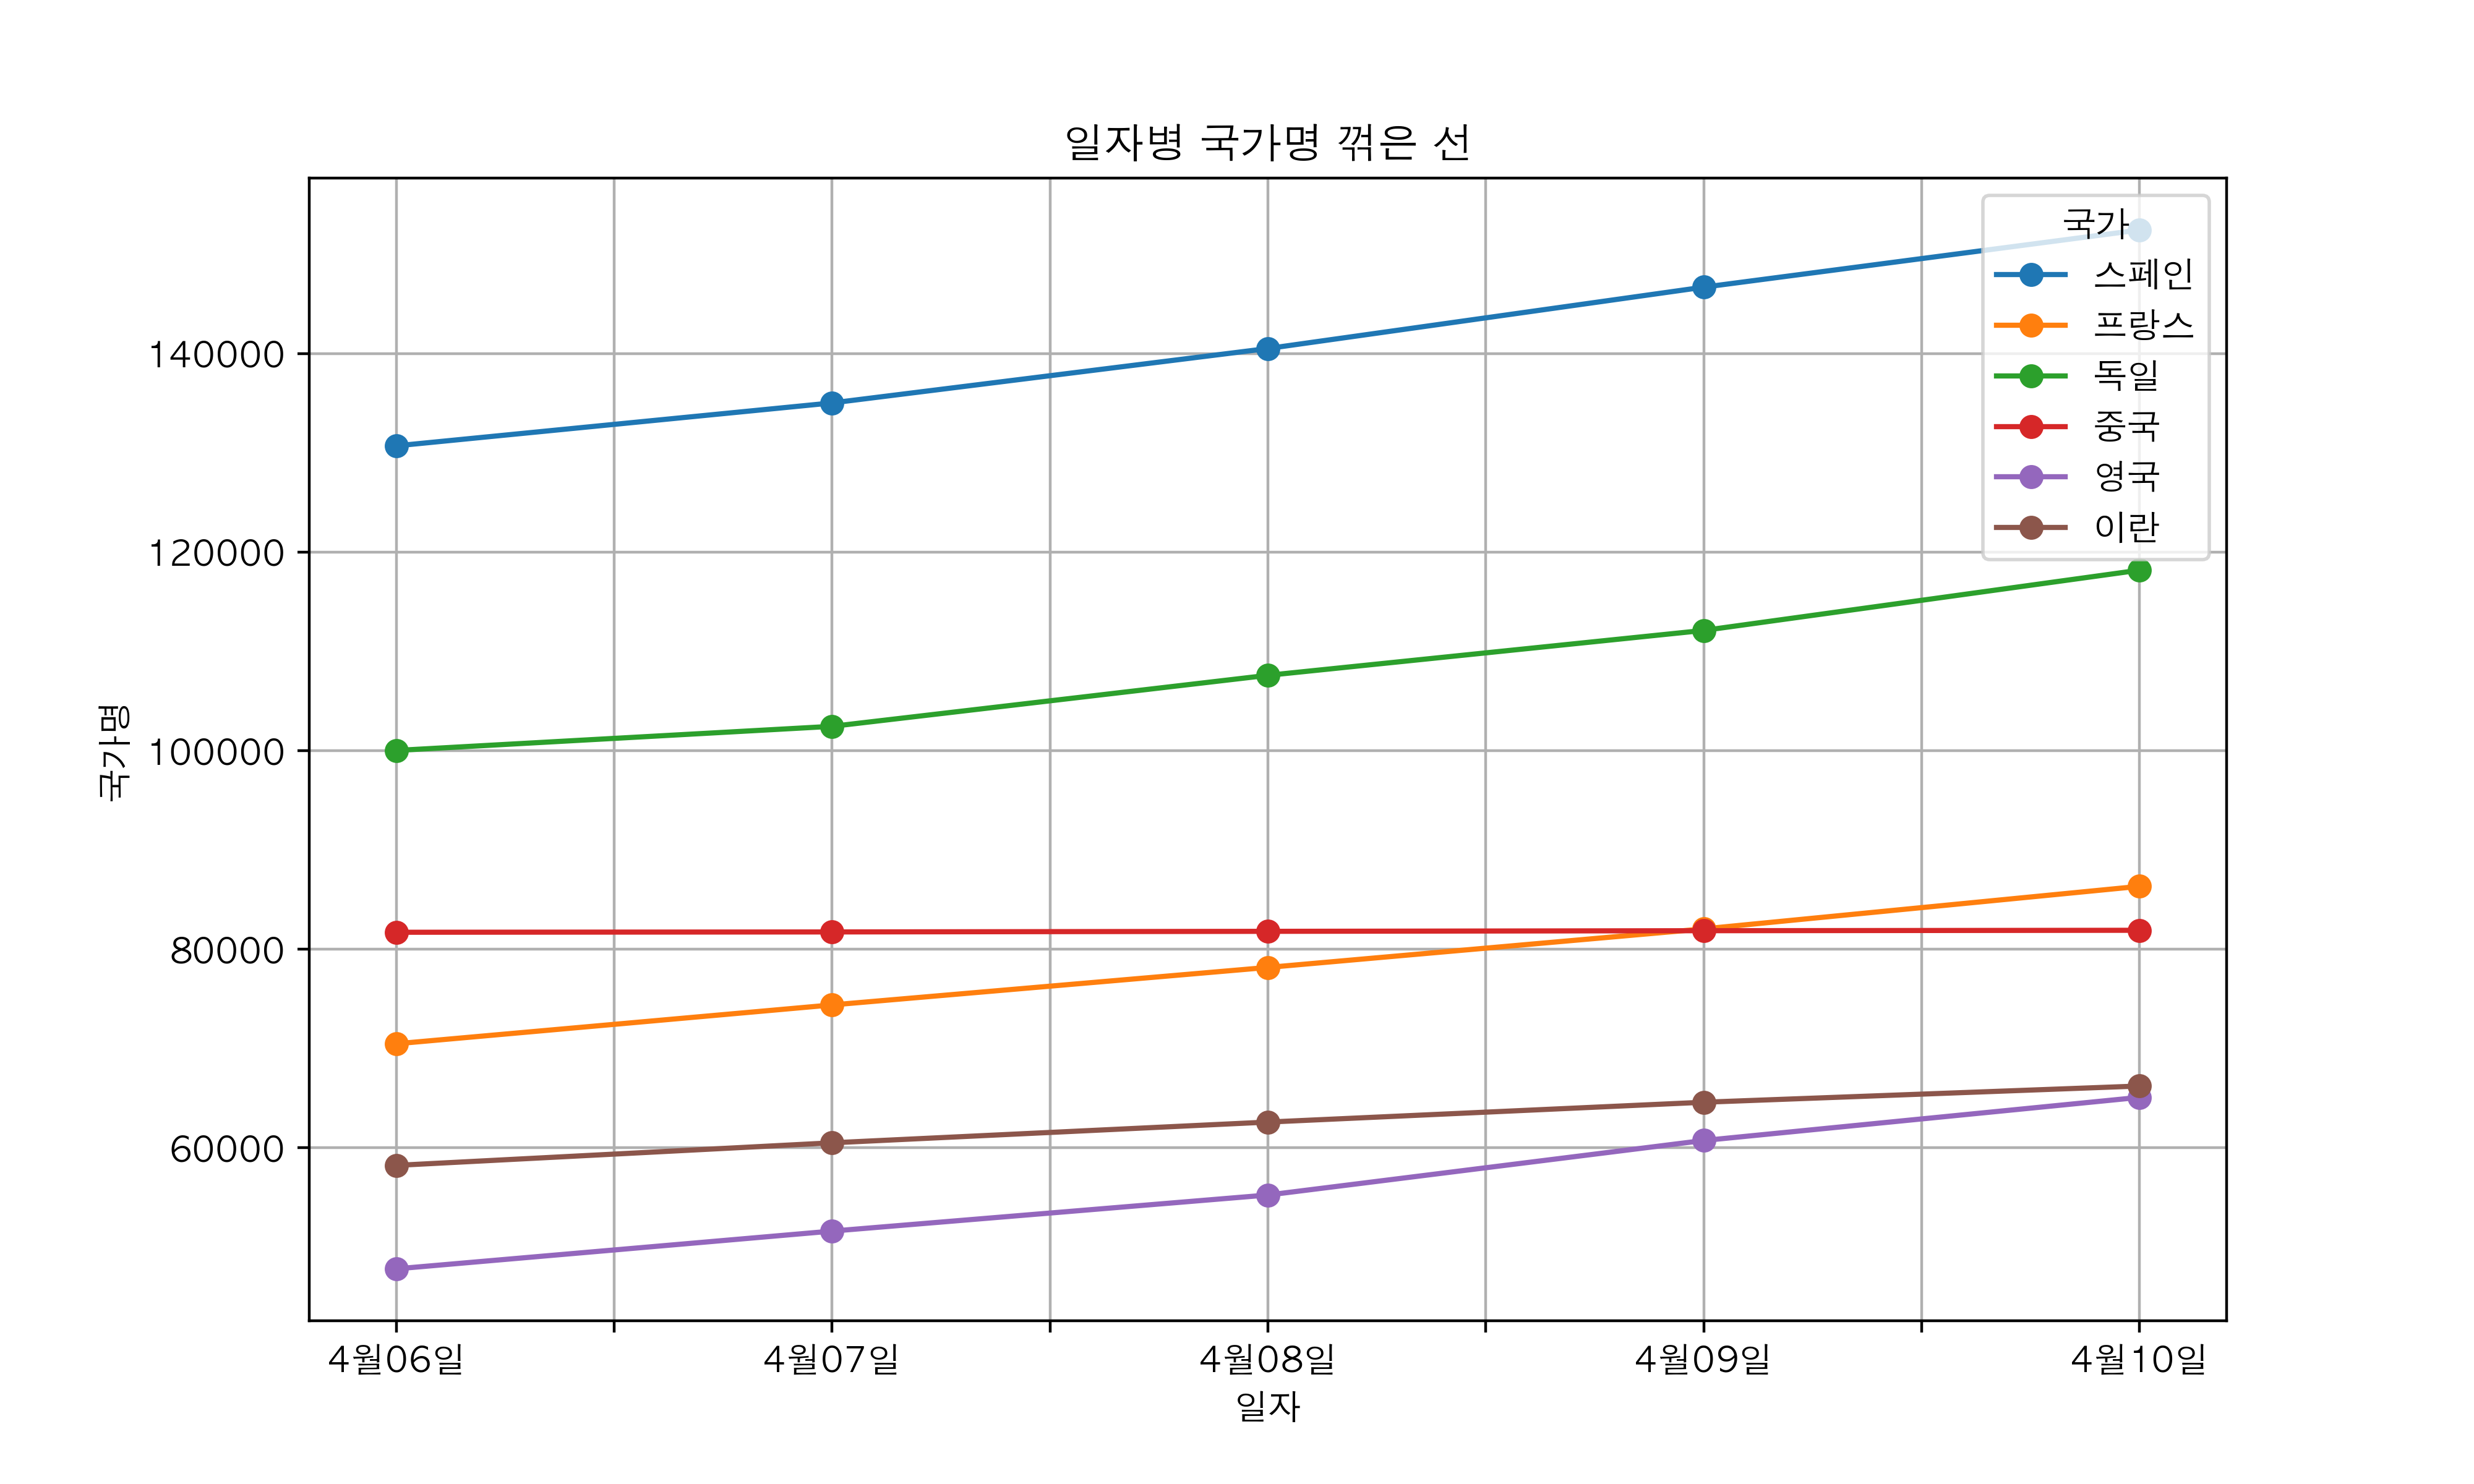 일자병 국가명 꺾은 선
국가
스페인
프랑스
독일
중국
영국
이란
140000
120000
100000
80000
60000
국가명
4월06일 4월07일 4월08일 4월09일 4월10일
일자